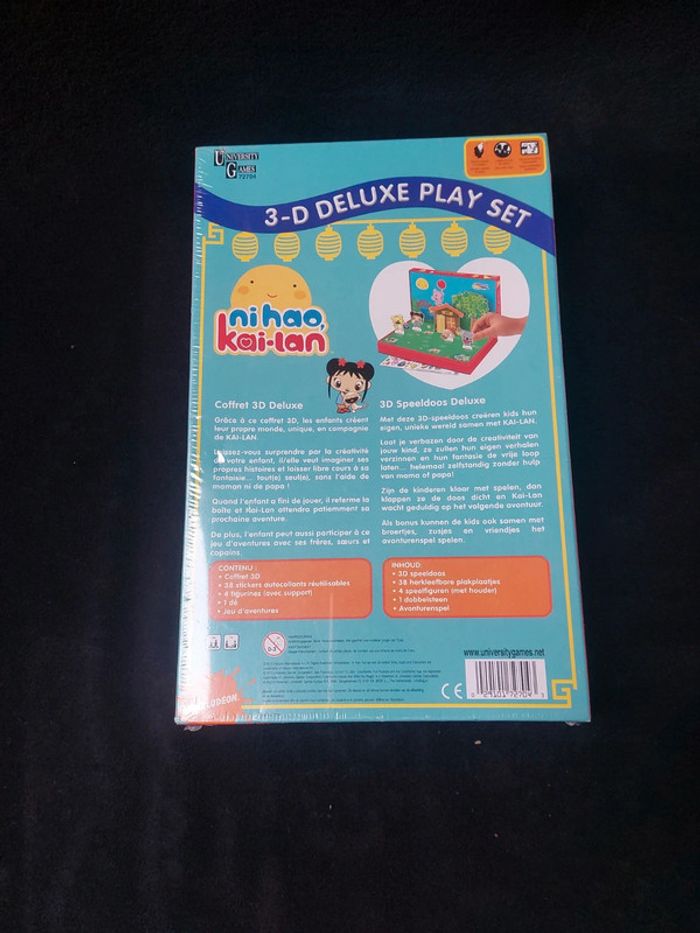 UNIVERSITY
GAMES
72704
3-D DELUXE PLAY SET
ni hao,
kai-lan
Coffret 3D Deluxe
Grâce à ce coffret 3D, les enfants créent
leur propre monde, unique, en compagnie
de KAI-LAN.
Laissez-vous surprendre par la créativité
de votre enfant, il/elle veut imaginer ses
propres histoires et laisser libre cours à sa
fantaisie... tout(e) seul(e), sans l'aide de
maman ni de papa !
Quand l'enfant a fini de jouer, il referme la
boîte et Kai-Lan attendra patiemment sa
prochaine aventure.
De plus, l'enfant peut aussi participer à ce
jeu d'aventures avec ses frères, sœurs et
copains.
3D Speeldoos Deluxe
Met deze 3D-speeldoos creëren kids hun
eigen, unieke wereld samen met KAI-LAN.
Laat je verbazen door de creativiteit van
jouw kind, ze zullen hun eigen verhalen
verzinnen en hun fantasie de vrije loop
laten... helemaal zelfstandig zonder hulp
van mama of papa!
Zijn de kinderen klaar met spelen, dan
klappen ze de doos dicht en Kai-Lan
wacht geduldig op het volgende avontuur.
Als bonus kunnen de kids ook samen met
broertjes, zusjes en vriendjes het
avonturenspel spelen.
CONTENU :
• Coffret 3D
• 38 stickers autocollants réutilisables
• 4 figurines (avec support)
• 1 dé
• Jeu d'aventures
INHOUD:
• 3D speeldoos
• 38 herkleefbare plakplaatjes
• 4 speelfiguren (met houder)
• 1 dobbelsteen
• Avonturenspel
0-3
www.universitygames.net
CE
0 23101 72704 3